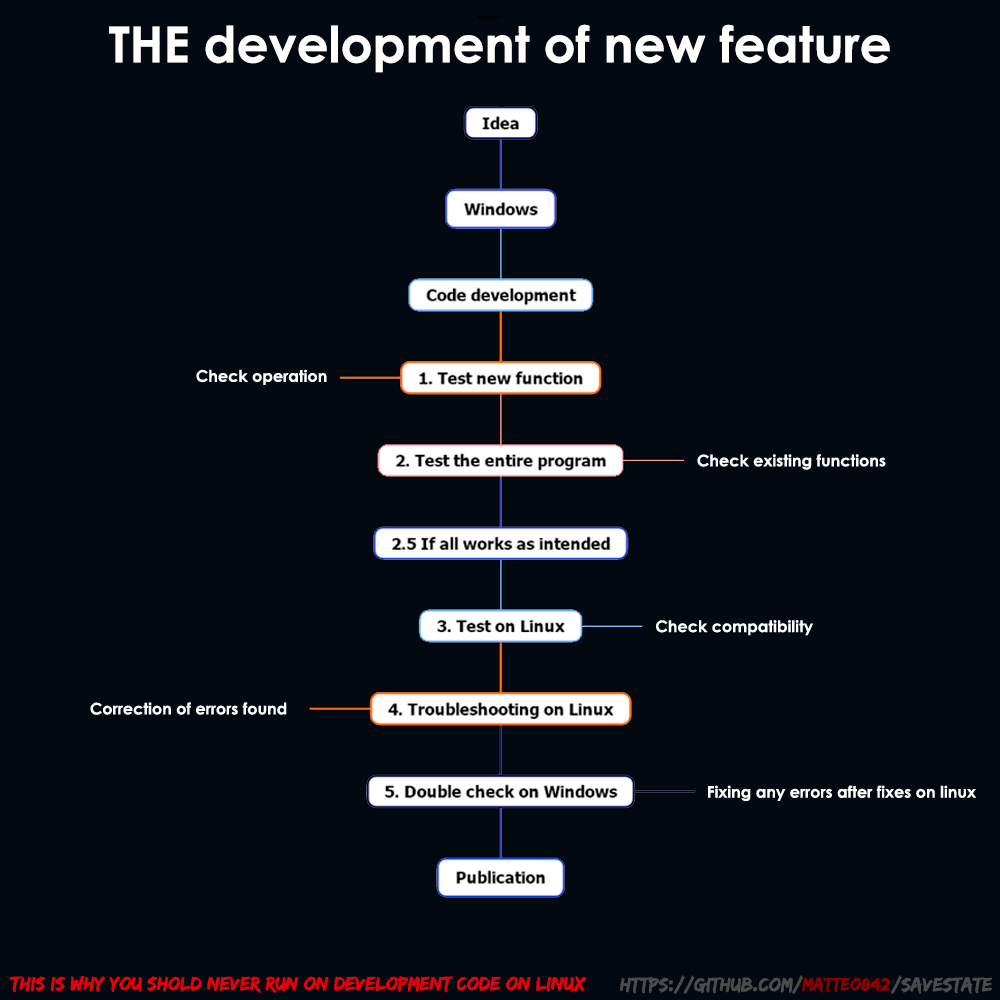 THE development of new feature
Idea
Windows
Code development
Check operation
1. Test new function
2. Test the entire program
Check existing functions
2.5 If all works as intended
3. Test on Linux
Check compatibility
Correction of errors found
4. Troubleshooting on Linux
5. Double check on Windows
Fixing any errors after fixes on linux
Publication
THIS IS WHY YOU SHOLD NEVER RUN ON DEVELOPMENT CODE ON LINUX
HTTPS://GITHUB.COM/MATTEO842/SAVESTATE